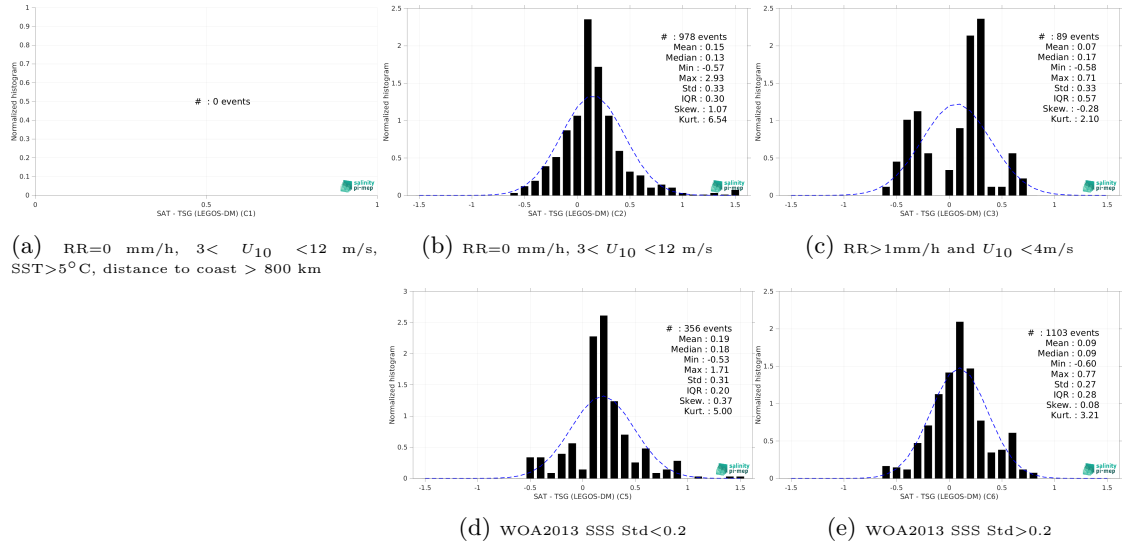 1
0.9
0.8
0.7
0.6
0.5
0.4
0.3
0.2
0.1
0
Normalized histogram
# : 0 events
salinity
pi-mep
0 0.5 1
SAT - TSG (LEGOS-DM) (C1)
(a) RR=0 mm/h, 3< U10 <12 m/s,
SST>5°C, distance to coast > 800 km
2.5
2
1.5
1
0.5
0
Normalized histogram
# : 978 events
Mean : 0.15
Median : 0.13
Min : -0.57
Max : 2.93
Std : 0.33
IQR : 0.30
Skew. : 1.07
Kurt. : 6.54
salinity
pi-mep
-1.5 -1 -0.5 0 0.5 1 1.5
SAT - TSG (LEGOS-DM) (C2)
(b) RR=0 mm/h, 3< U10 <12 m/s
2.5
2
1.5
1
0.5
0
Normalized histogram
# : 89 events
Mean : 0.07
Median : 0.17
Min : -0.58
Max : 0.71
Std : 0.33
IQR : 0.57
Skew. : -0.28
Kurt. : 2.10
salinity
pi-mep
-1.5 -1 -0.5 0 0.5 1 1.5
SAT - TSG (LEGOS-DM) (C3)
(c) RR>1mm/h and U10 <4m/s
3
2.5
2
1.5
1
0.5
0
Normalized histogram
# : 356 events
Mean : 0.19
Median : 0.18
Min : -0.53
Max : 1.71
Std : 0.31
IQR : 0.20
Skew. : 0.37
Kurt. : 5.00
salinity
pi-mep
-1.5 -1 -0.5 0 0.5 1 1.5
SAT - TSG (LEGOS-DM) (C5)
(d) WOA2013 SSS Std<0.2
2.5
2
1.5
1
0.5
0
Normalized histogram
# : 1103 events
Mean : 0.09
Median : 0.09
Min : -0.60
Max : 0.77
Std : 0.27
IQR : 0.28
Skew. : 0.08
Kurt. : 3.21
salinity
pi-mep
-1.5 -1 -0.5 0 0.5 1 1.5
SAT - TSG (LEGOS-DM) (C6)
(e) WOA2013 SSS Std>0.2